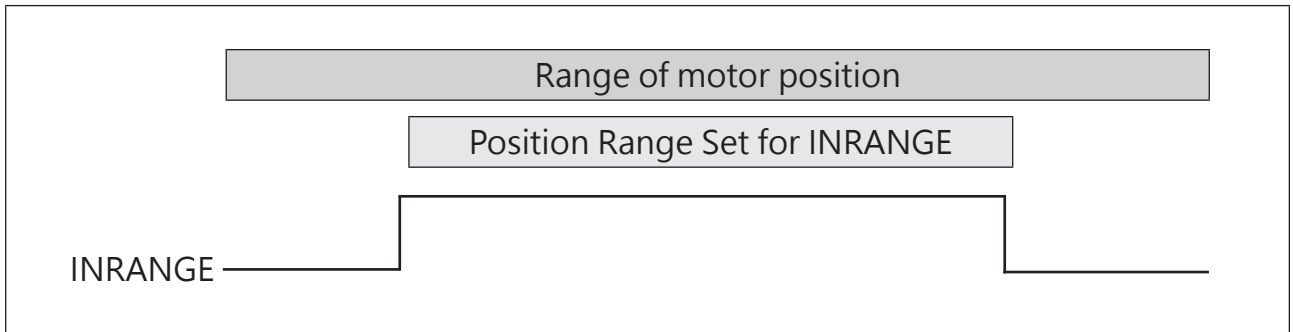 Range of motor position
Position Range Set for INRANGE
INRANGE